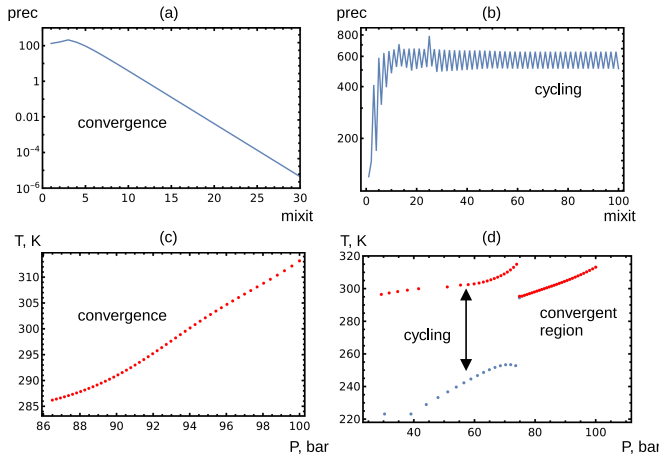 prec (a)
100
1
0.01
10⁻⁴
10⁻⁶
convergence
0 5 10 15 20 25 30
mixit
prec (b)
800
600
400
200
cycling
0 20 40 60 80 100
mixit
T, K (c)
310
305
300
295
290
285
convergence
86 88 90 92 94 96 98 100
P, bar
T, K (d)
320
300
280
260
240
220
cycling
convergent
region
40 60 80 100
P, bar